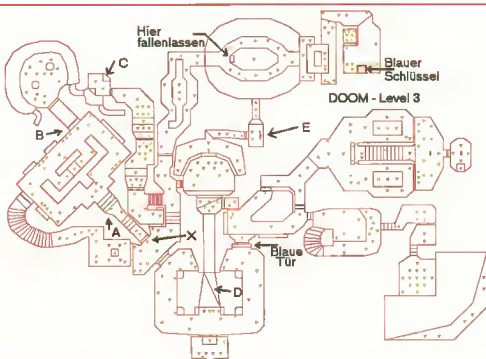 Hier
fallenlassen
C
Blauer
Schlüssel
DOOM - Level 3
B
E
A
X
Blaue
Tür
D